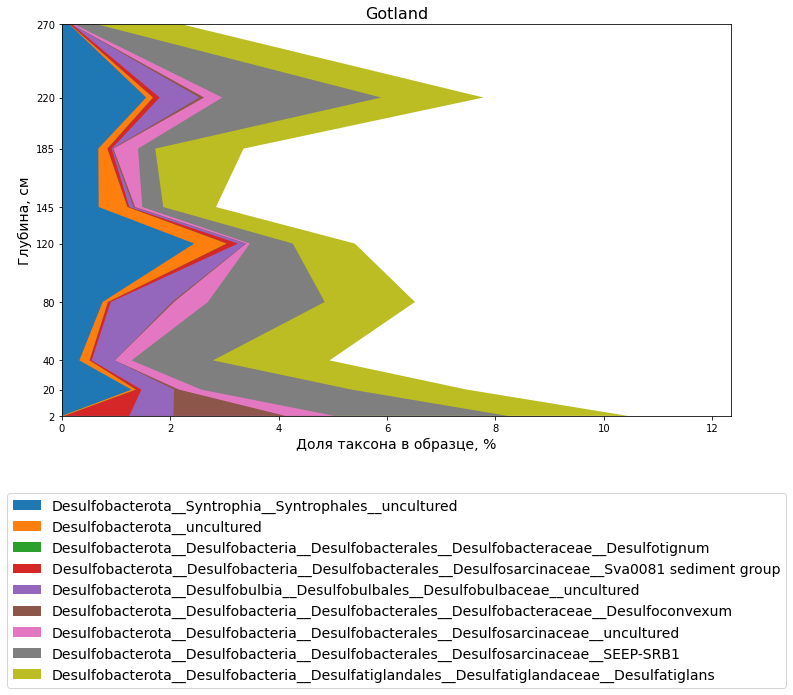 Gotland
270
220
185
145
120
80
40
20
2
Глубина, см
0 2 4 6 8 10 12
Доля таксона в образце, %
Desulfobacterota__Syntrophia__Syntrophales__uncultured
Desulfobacterota__uncultured
Desulfobacterota__Desulfobacteria__Desulfobacterales__Desulfobacteraceae__Desulfotignum
Desulfobacterota__Desulfobacteria__Desulfobacterales__Desulfosarcinaceae__Sva0081 sediment group
Desulfobacterota__Desulfobulbia__Desulfobulbales__Desulfobulbaceae__uncultured
Desulfobacterota__Desulfobacteria__Desulfobacterales__Desulfobacteraceae__Desulfoconvexum
Desulfobacterota__Desulfobacteria__Desulfobacterales__Desulfosarcinaceae__uncultured
Desulfobacterota__Desulfobacteria__Desulfobacterales__Desulfosarcinaceae__SEEP-SRB1
Desulfobacterota__Desulfobacteria__Desulfatiglandales__Desulfatiglandaceae__Desulfatiglans